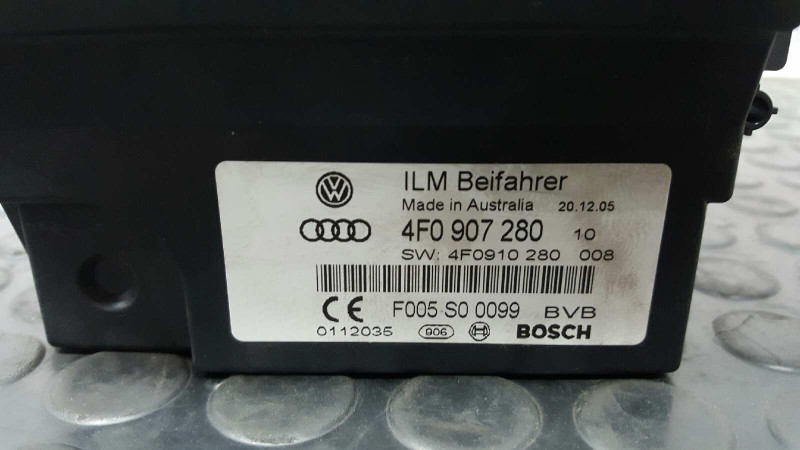 ILM Beifahrer
Made in Australia 20.12.05
4F0 907 280 10
SW: 4F0910 280 008
F005 S0 0099 BVB
CE
0112035 906 BOSCH